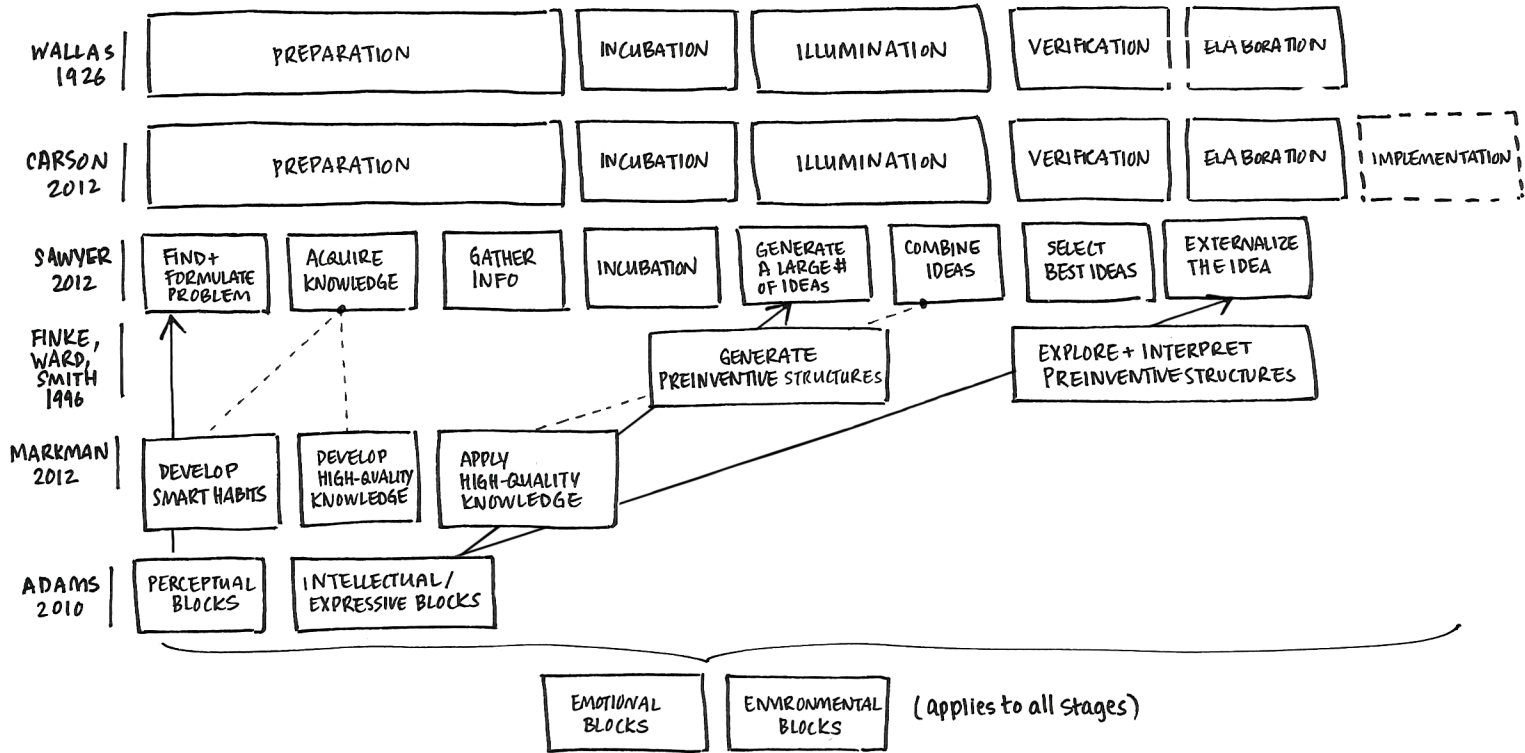 WALLAS
1926
PREPARATION
INCUBATION
ILLUMINATION
VERIFICATION
ELABORATION
CARSON
2012
PREPARATION
INCUBATION
ILLUMINATION
VERIFICATION
ELABORATION
IMPLEMENTATION
SAWYER
2012
FIND +
FORMULATE
PROBLEM
ACQUIRE
KNOWLEDGE
GATHER
INFO
INCUBATION
GENERATE
A LARGE #
OF IDEAS
COMBINE
IDEAS
SELECT
BEST IDEAS
EXTERNALIZE
THE IDEA
FINKE,
WARD,
SMITH
1996
GENERATE
PREINVENTIVE STRUCTURES
EXPLORE + INTERPRET
PREINVENTIVE STRUCTURES
MARKMAN
2012
DEVELOP
SMART HABITS
DEVELOP
HIGH-QUALITY
KNOWLEDGE
APPLY
HIGH-QUALITY
KNOWLEDGE
ADAMS
2010
PERCEPTUAL
BLOCKS
INTELLECTUAL/
EXPRESSIVE BLOCKS
EMOTIONAL
BLOCKS
ENVIRONMENTAL
BLOCKS
(applies to all stages)